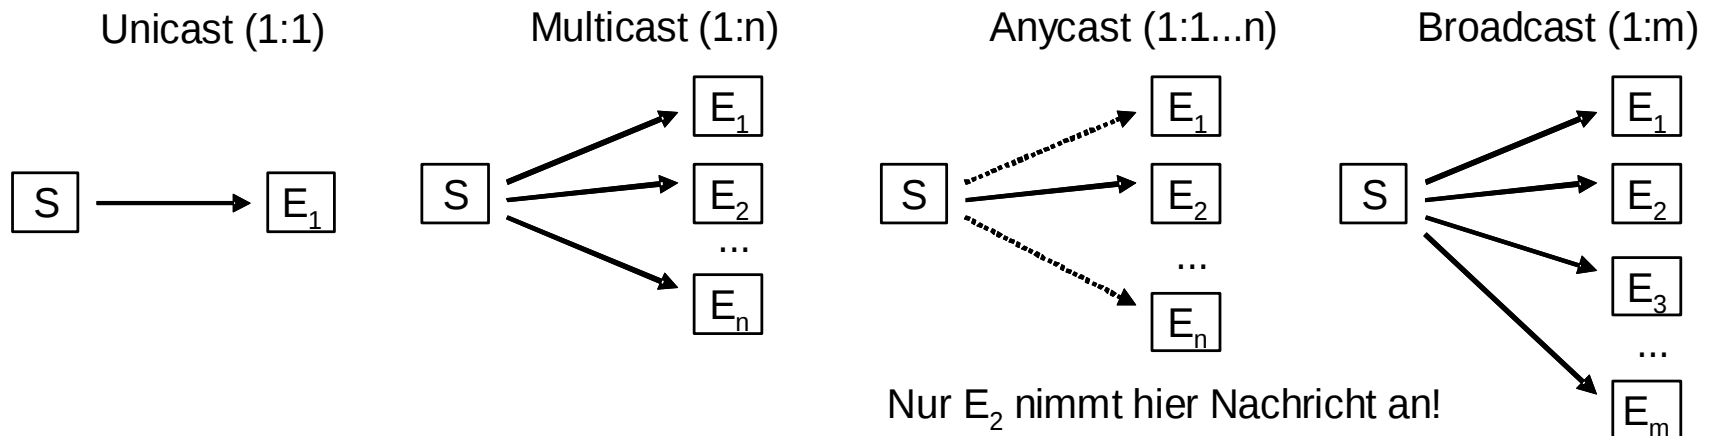 Unicast (1:1)
S
E1
Multicast (1:n)
S
E1
E2
...
En
Anycast (1:1...n)
S
E1
E2
...
En
Nur E2 nimmt hier Nachricht an!
Broadcast (1:m)
S
E1
E2
E3
...
Em